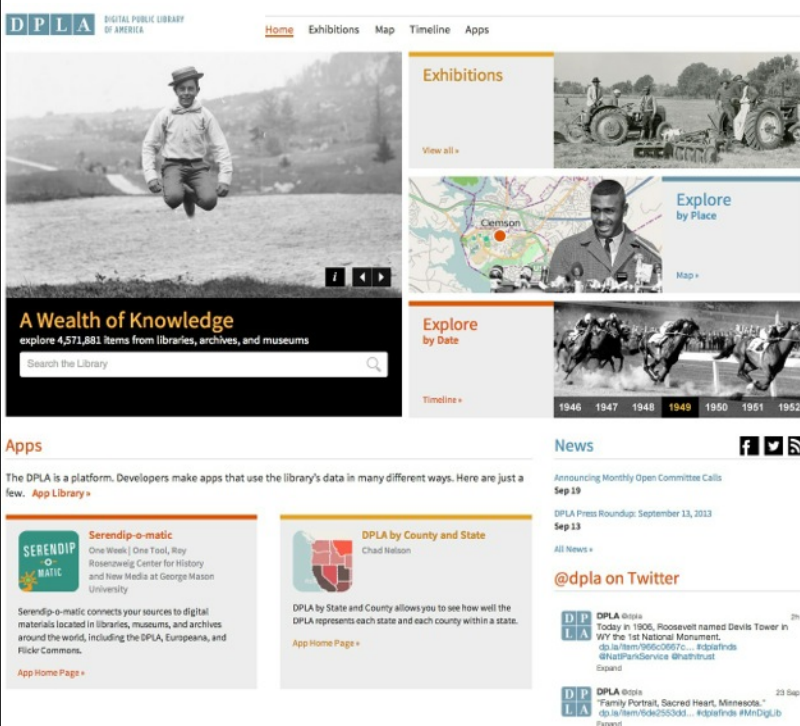 DPLA
DIGITAL PUBLIC LIBRARY
OF AMERICA
Home Exhibitions Map Timeline Apps
i
A Wealth of Knowledge
explore 4,571,881 items from libraries, archives, and museums
Search the Library
Exhibitions
View all »
Clemson
Explore
by Place
Map »
Explore
by Date
Timeline »
1946 1947 1948 1949 1950 1951 1952
Apps
The DPLA is a platform. Developers make apps that use the library's data in many different ways. Here are just a
few. App Library »
SERENDIP
-O-
MATIC
Serendip-o-matic
One Week | One Tool, Roy
Rosenzweig Center for History
and New Media at George Mason
University
Serendip-o-matic connects your sources to digital
materials located in libraries, museums, and archives
around the world, including the DPLA, Europeana, and
Flickr Commons.
App Home Page »
DPLA by County and State
Chad Nelson
DPLA by State and County allows you to see how well the
DPLA represents each state and each county within a state.
App Home Page »
News
Announcing Monthly Open Committee Calls
Sep 19
DPLA Press Roundup: September 13, 2013
Sep 13
All News »
@dpla on Twitter
DP
LA
DPLA @dpla 2h
Today in 1906, Roosevelt named Devils Tower in
WY the 1st National Monument.
#dplafinds
@NatlParkService @hathitrust
Expand
DP
LA
DPLA @dpla 23 Sep
"Family Portrait, Sacred Heart, Minnesota."
#dplafinds #MnDigLib
Expand